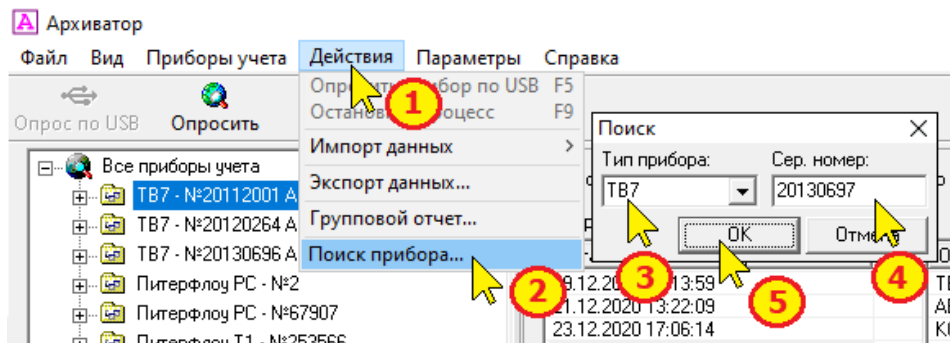 A Архиватор
Файл Вид Приборы учета Действия Параметры Справка
Опрос по USB Опросить
прибор по USB F5
F9
Импорт данных >
Экспорт данных...
Групповой отчет...
Поиск прибора...
1
2
Поиск
Тип прибора: Сер. номер:
ТВ7 20130697
OK
3
4
5
Все приборы учета
ТВ7 - №20112001 А
ТВ7 - №20120264 А
ТВ7 - №20130696 А
Питерфлоу РС - №2
Питерфлоу РС - №67907
Питерфлоу Т1 - №253566
13:59
21.12.2020 13:22:09
23.12.2020 17:06:14